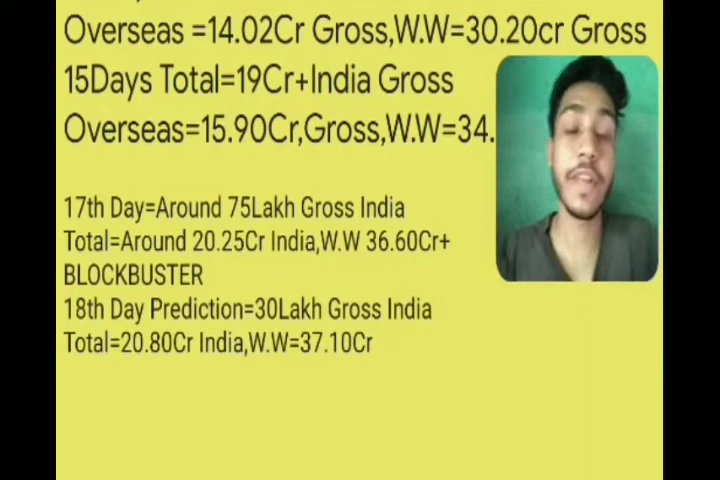 Overseas =14.02Cr Gross,W.W=30.20cr Gross
15Days Total=19Cr+India Gross
Overseas=15.90Cr,Gross,W.W=34.
17th Day=Around 75Lakh Gross India
Total=Around 20.25Cr India,W.W 36.60Cr+
BLOCKBUSTER
18th Day Prediction=30Lakh Gross India
Total=20.80Cr India,W.W=37.10Cr